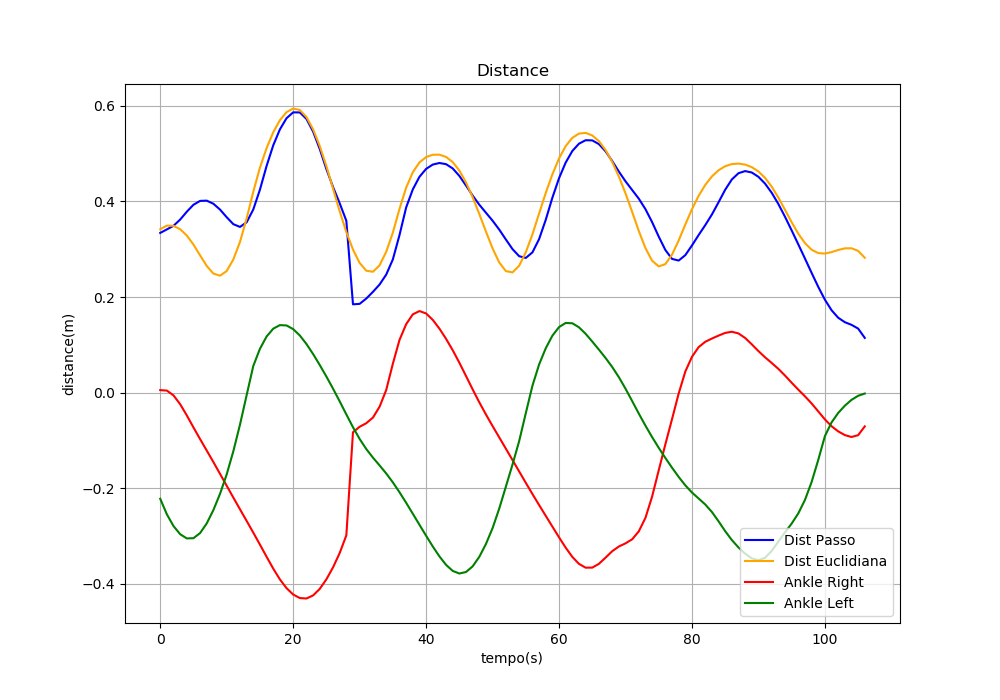 Distance
0.6
0.4
0.2
0.0
−0.2
−0.4
distance(m)
0
20
40
60
80
100
tempo(s)
Dist Passo
Dist Euclidiana
Ankle Right
Ankle Left